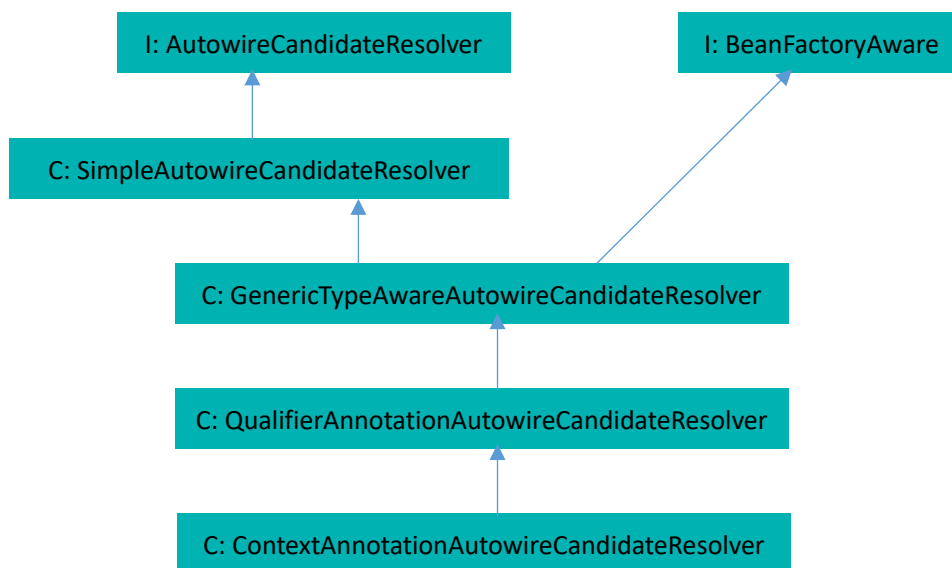 I: AutowireCandidateResolver
I: BeanFactoryAware
C: SimpleAutowireCandidateResolver
C: GenericTypeAwareAutowireCandidateResolver
C: QualifierAnnotationAutowireCandidateResolver
C: ContextAnnotationAutowireCandidateResolver